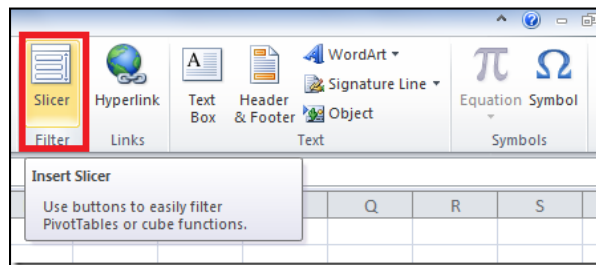 Slicer
Hyperlink
Text
Box
Header
& Footer
WordArt
Signature Line
Object
Equation
Symbol
Filter
Links
Text
Symbols
Insert Slicer
Use buttons to easily filter
PivotTables or cube functions.
Q
R
S